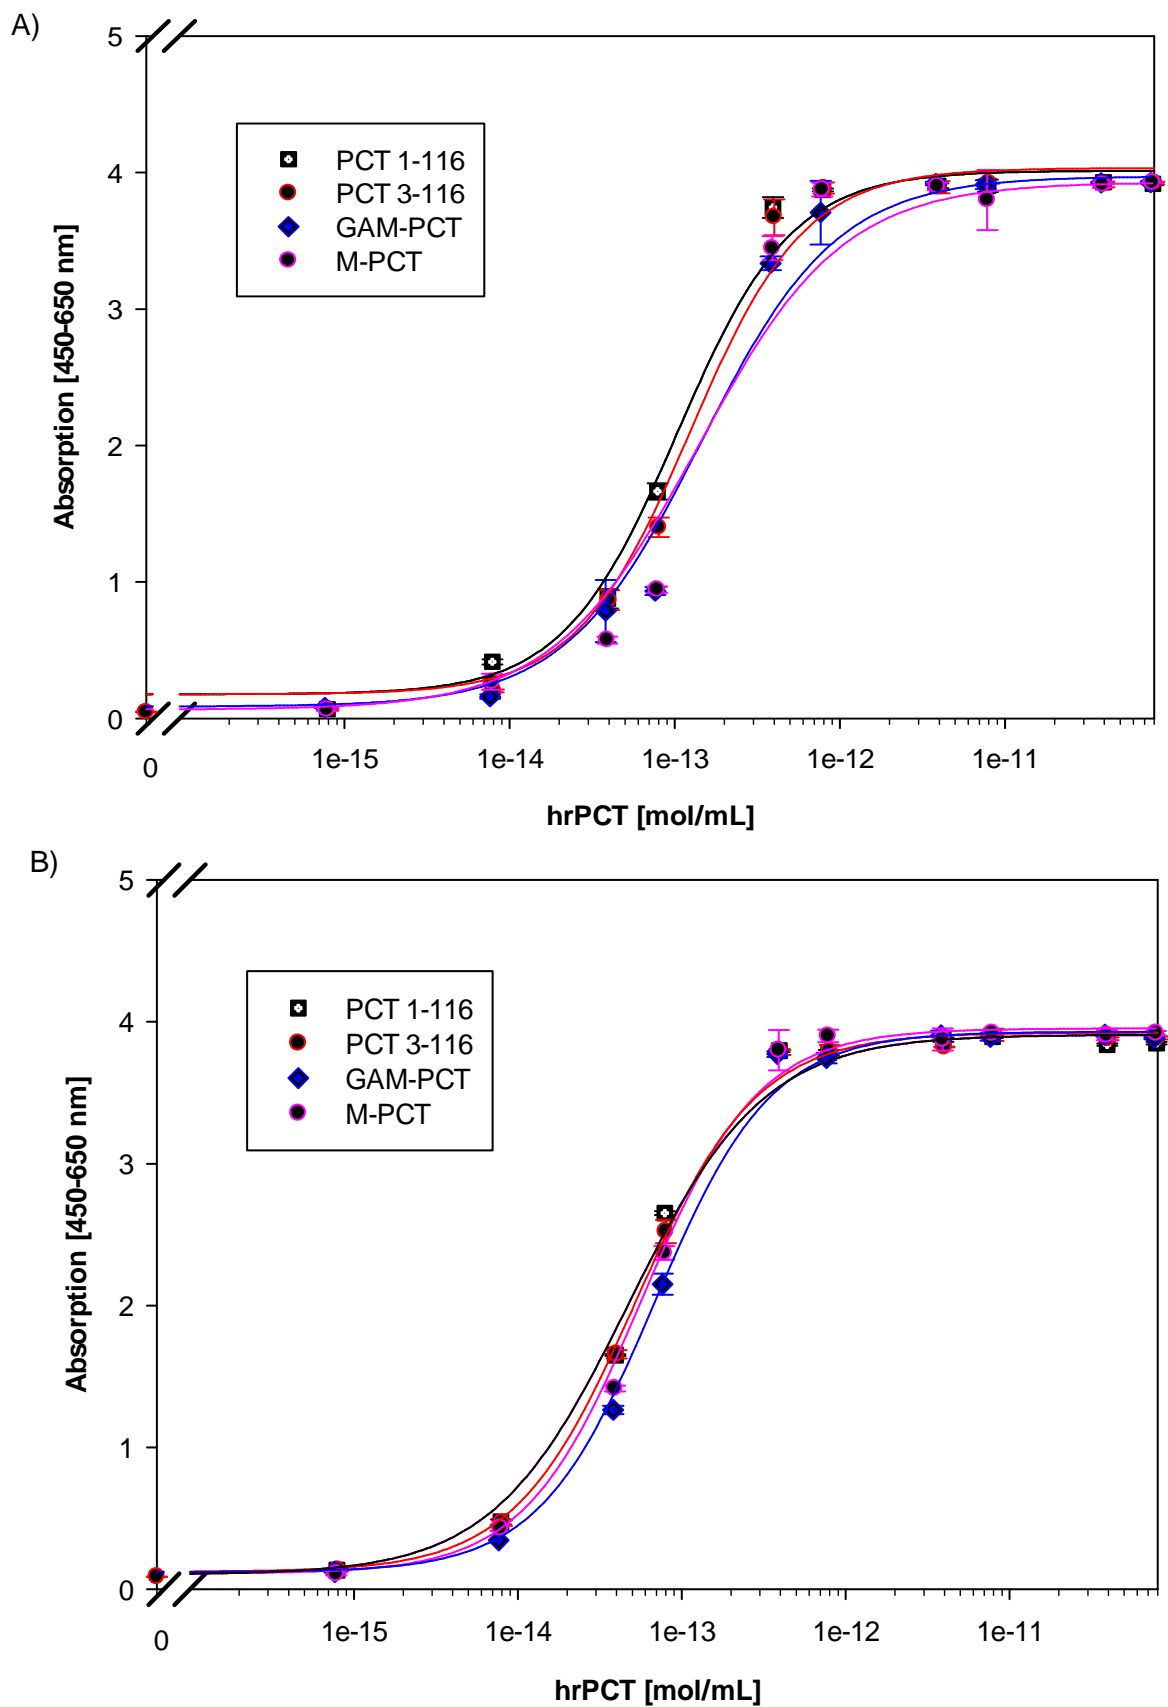 A)
5
4
3
2
1
0
Absorption [450-650 nm]
PCT 1-116
PCT 3-116
GAM-PCT
M-PCT
0 1e-15 1e-14 1e-13 1e-12 1e-11
hrPCT [mol/mL]
B)
5
4
3
2
1
0
Absorption [450-650 nm]
PCT 1-116
PCT 3-116
GAM-PCT
M-PCT
0 1e-15 1e-14 1e-13 1e-12 1e-11
hrPCT [mol/mL]